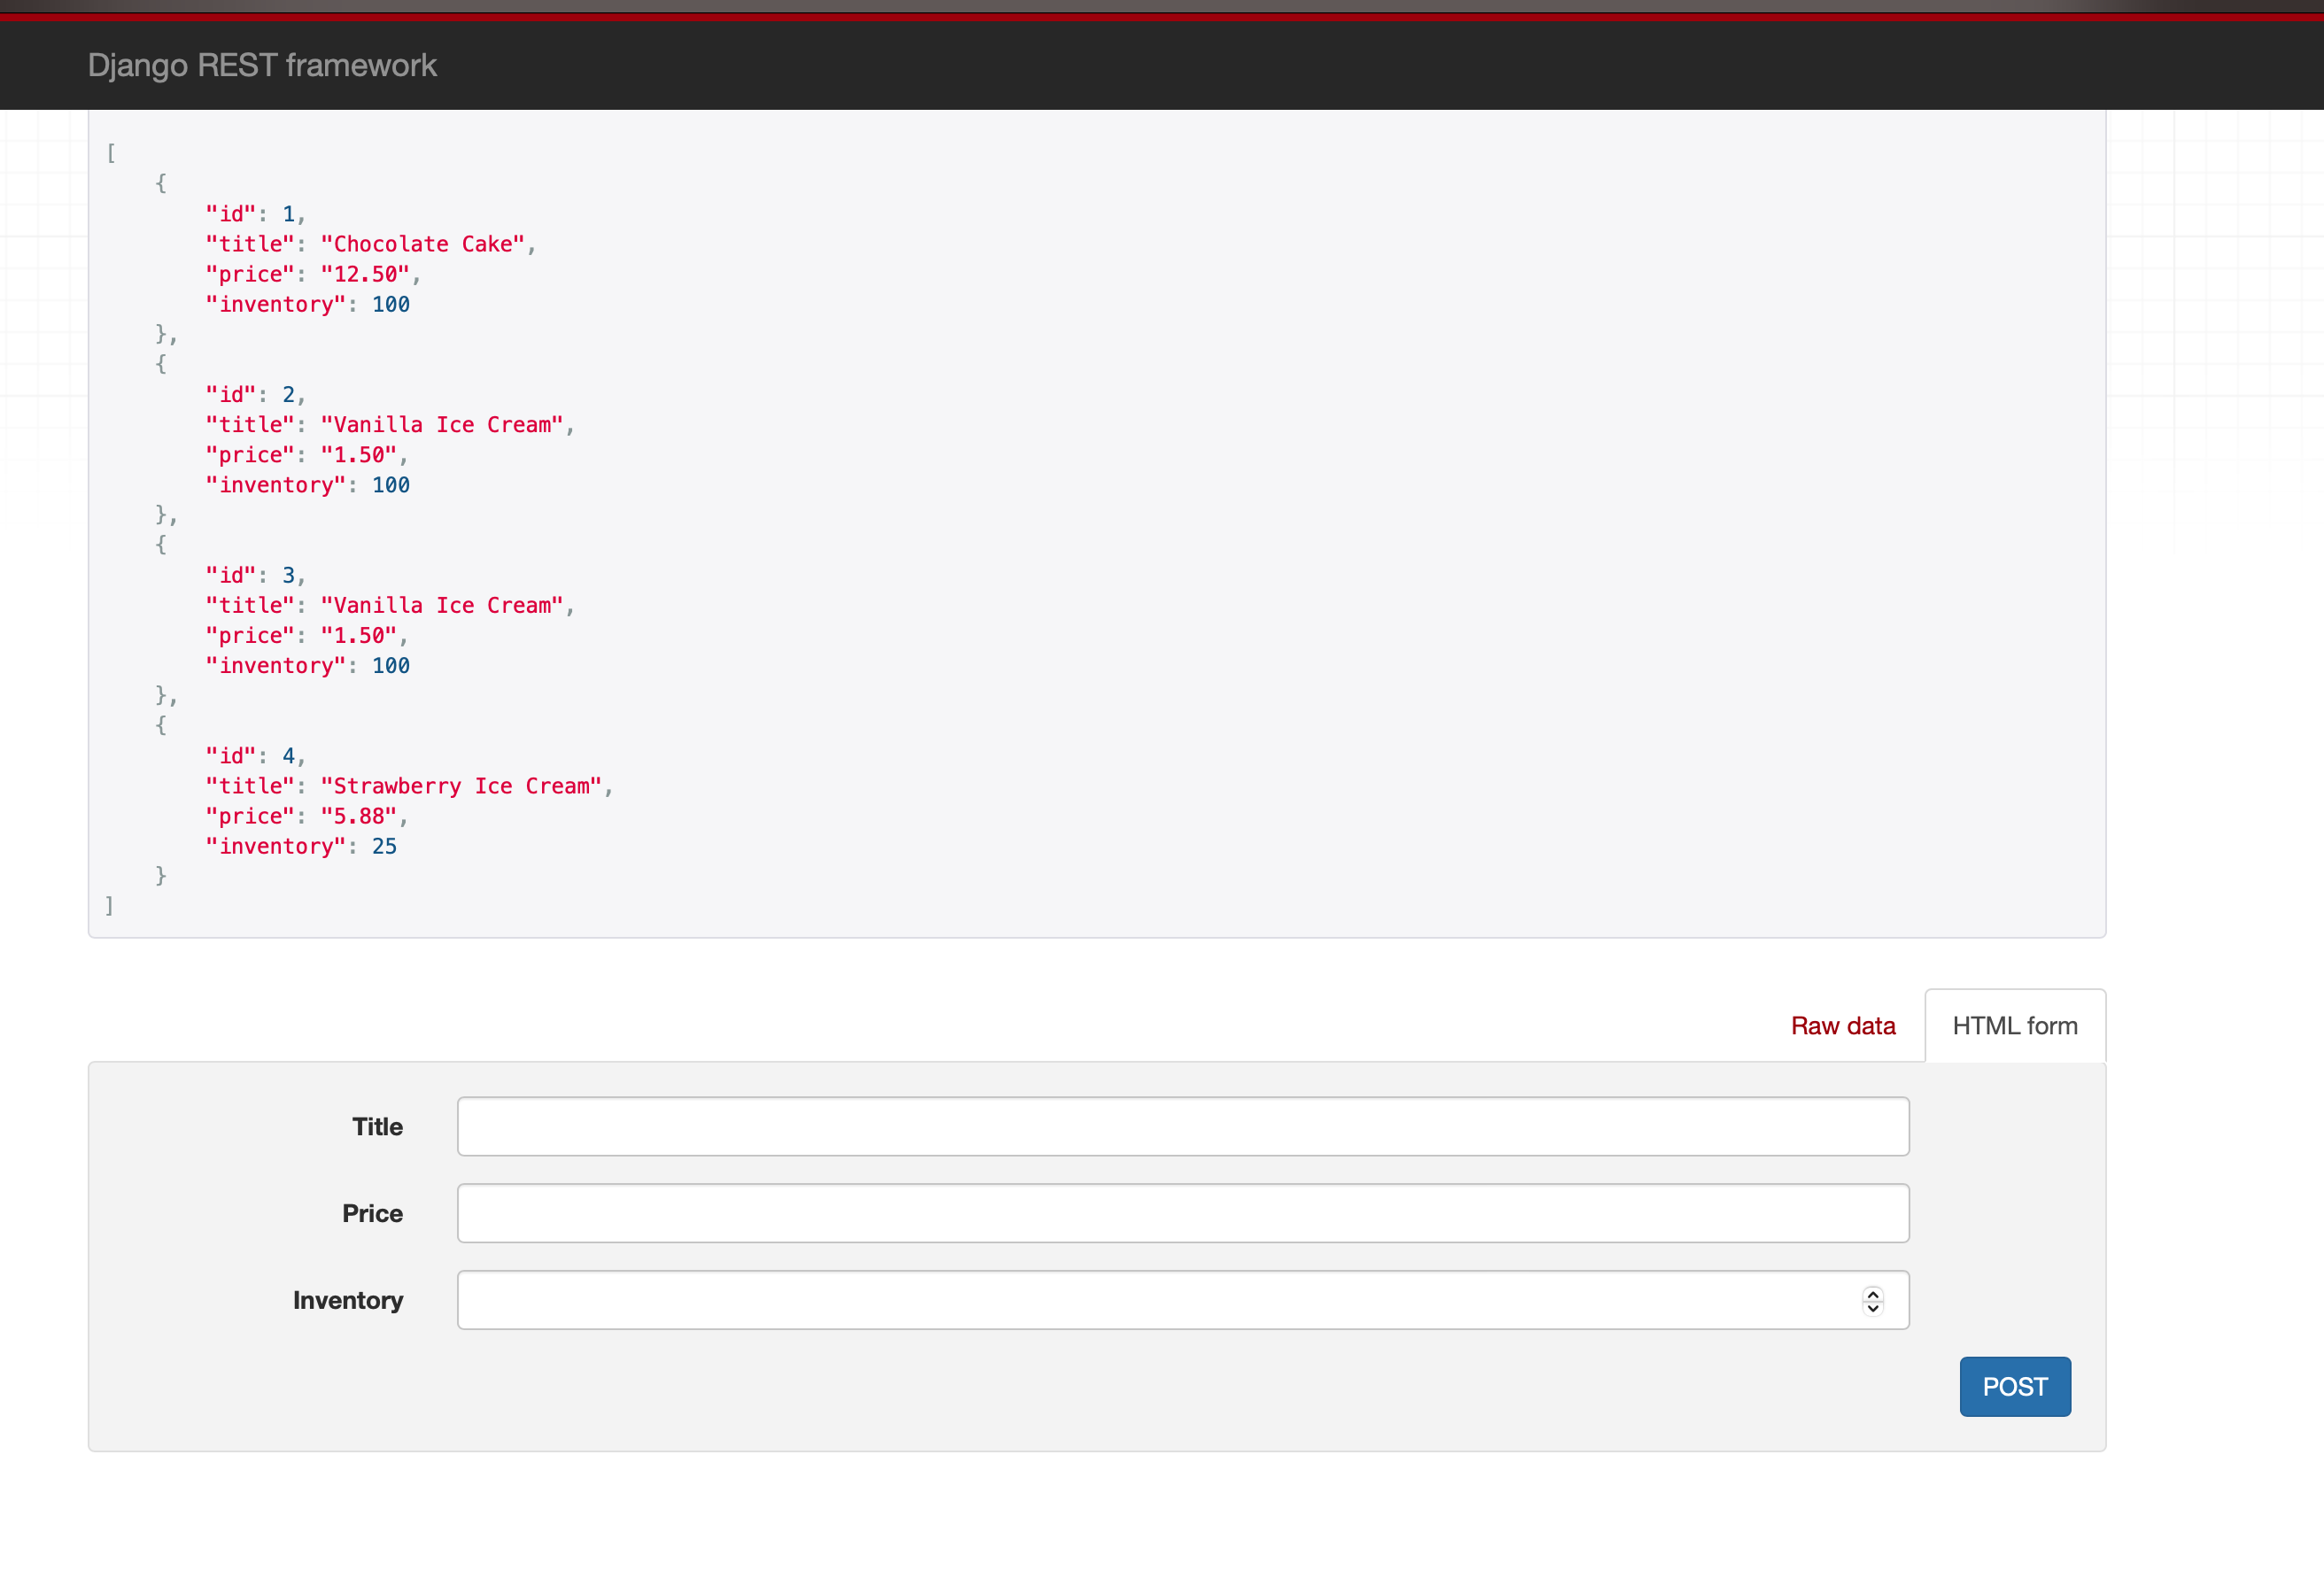 Django REST framework
[
    {
        "id": 1,
        "title": "Chocolate Cake",
        "price": "12.50",
        "inventory": 100
    },
    {
        "id": 2,
        "title": "Vanilla Ice Cream",
        "price": "1.50",
        "inventory": 100
    },
    {
        "id": 3,
        "title": "Vanilla Ice Cream",
        "price": "1.50",
        "inventory": 100
    },
    {
        "id": 4,
        "title": "Strawberry Ice Cream",
        "price": "5.88",
        "inventory": 25
    }
]
Raw data HTML form
Title
Price
Inventory
POST